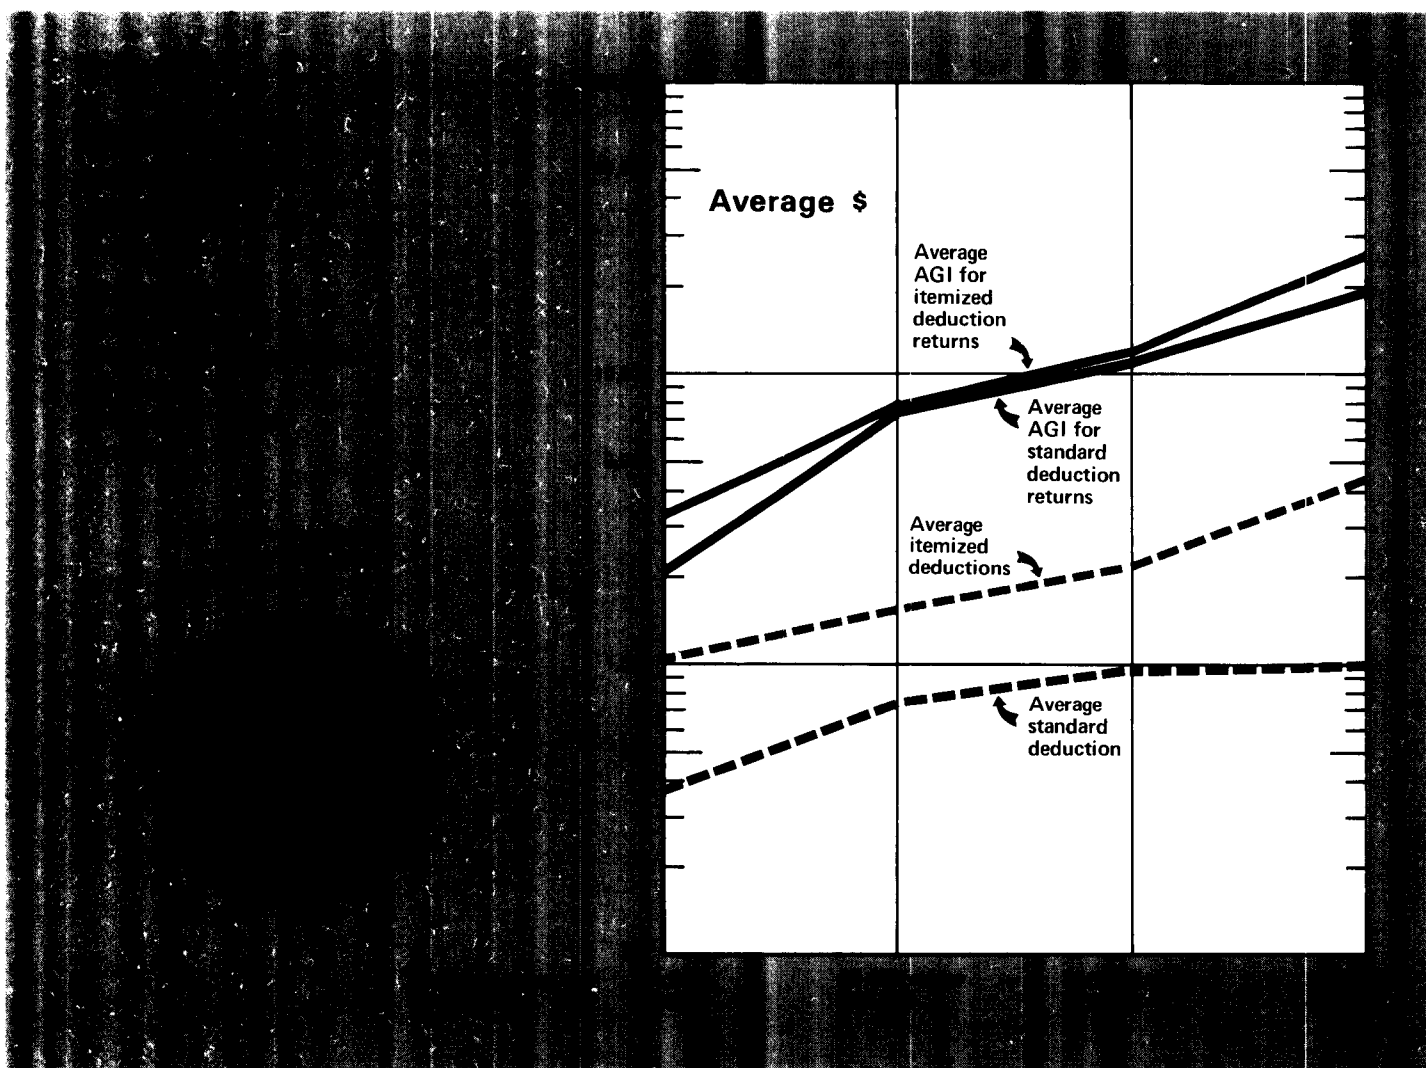 Average $
Average
AGI for
itemized
deduction
returns
Average
AGI for
standard
deduction
returns
Average
itemized
deductions
Average
standard
deduction